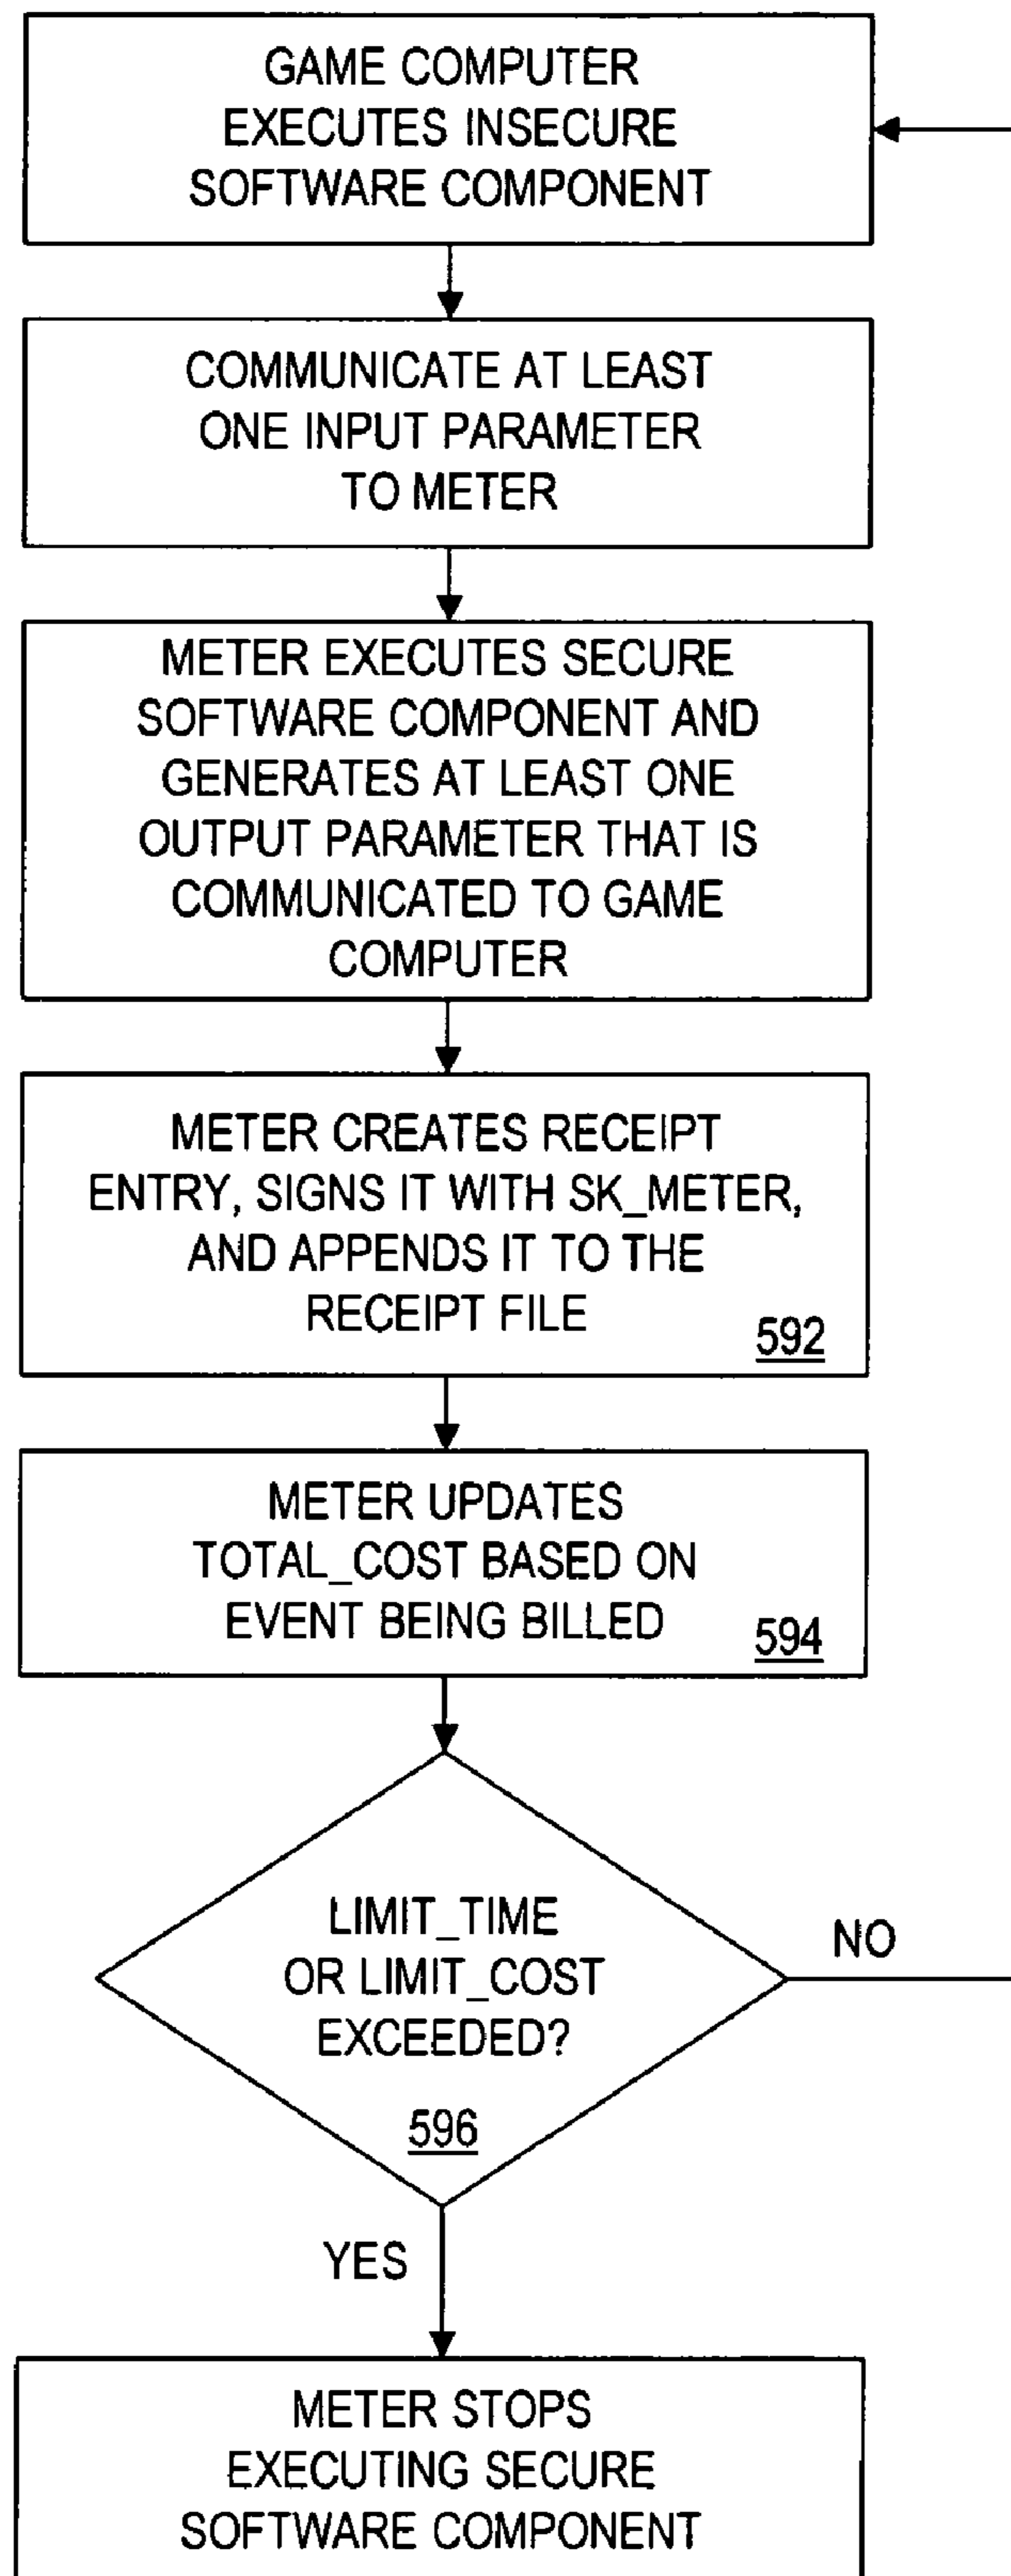 GAME COMPUTER
EXECUTES INSECURE
SOFTWARE COMPONENT
COMMUNICATE AT LEAST
ONE INPUT PARAMETER
TO METER
METER EXECUTES SECURE
SOFTWARE COMPONENT AND
GENERATES AT LEAST ONE
OUTPUT PARAMETER THAT IS
COMMUNICATED TO GAME
COMPUTER
METER CREATES RECEIPT
ENTRY, SIGNS IT WITH SK_METER,
AND APPENDS IT TO THE
RECEIPT FILE
592
METER UPDATES
TOTAL_COST BASED ON
EVENT BEING BILLED
594
LIMIT_TIME
OR LIMIT_COST
EXCEEDED?
596
NO
YES
METER STOPS
EXECUTING SECURE
SOFTWARE COMPONENT